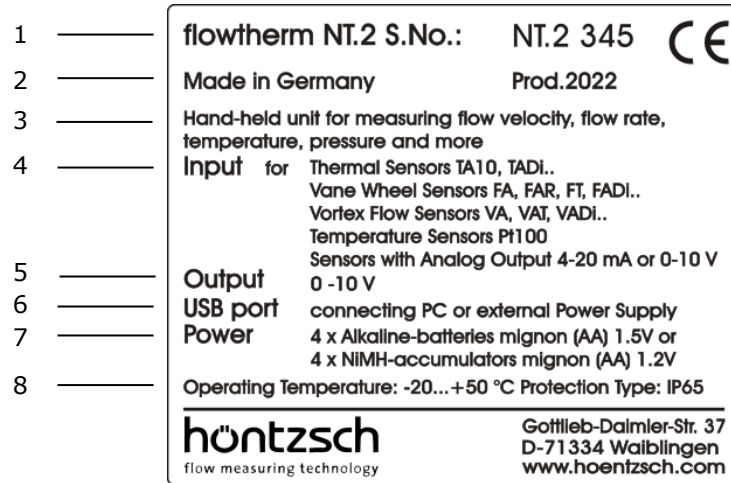 1 flowtherm NT.2 S.No.: NT.2 345 CE
2 Made in Germany Prod.2022
3 Hand-held unit for measuring flow velocity, flow rate,
temperature, pressure and more
4 Input for Thermal Sensors TA10, TADi..
Vane Wheel Sensors FA, FAR, FT, FADi..
Vortex Flow Sensors VA, VAT, VADi..
Temperature Sensors Pt100
Sensors with Analog Output 4-20 mA or 0-10 V
5 Output 0 -10 V
6 USB port connecting PC or external Power Supply
7 Power 4 x Alkaline-batteries mignon (AA) 1.5V or
4 x NiMH-accumulators mignon (AA) 1.2V
8 Operating Temperature: -20...+50 °C Protection Type: IP65
höntzsch
flow measuring technology
Gottlieb-Daimler-Str. 37
D-71334 Waiblingen
www.hoentzsch.com